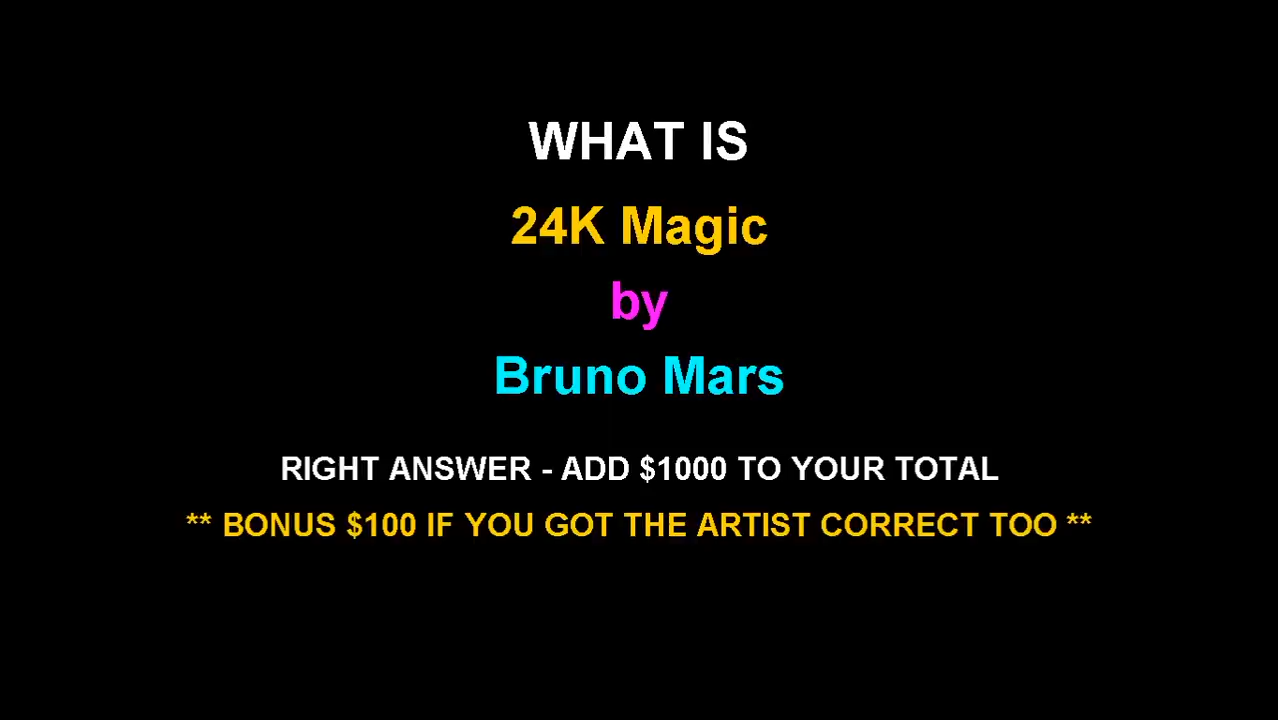 WHAT IS
24K Magic
by
Bruno Mars
RIGHT ANSWER - ADD $1000 TO YOUR TOTAL
** BONUS $100 IF YOU GOT THE ARTIST CORRECT TOO **